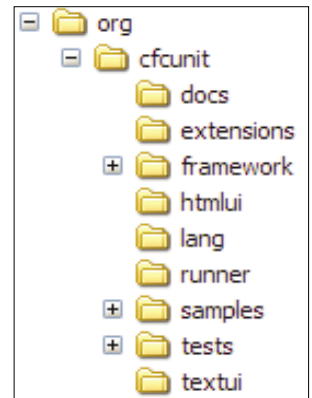 org
cfcunit
docs
extensions
framework
htmlui
lang
runner
samples
tests
textui